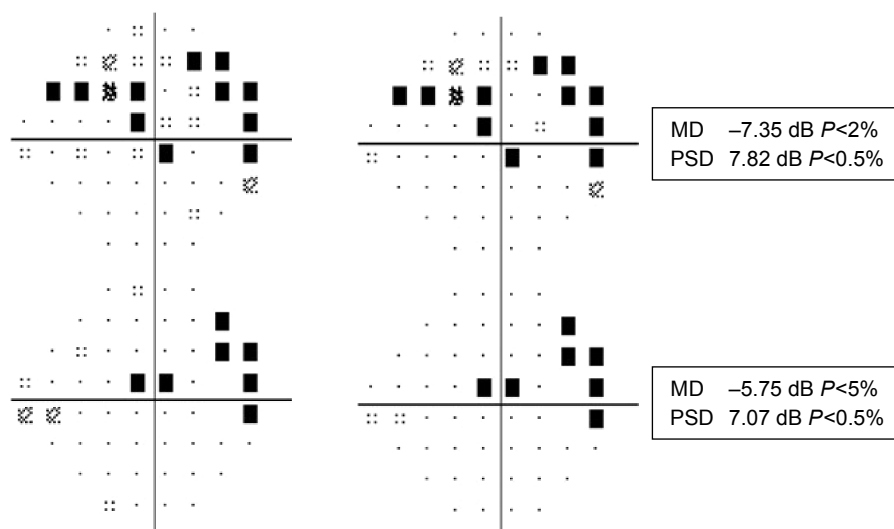 MD –7.35 dB P<2%
PSD 7.82 dB P<0.5%
MD –5.75 dB P<5%
PSD 7.07 dB P<0.5%